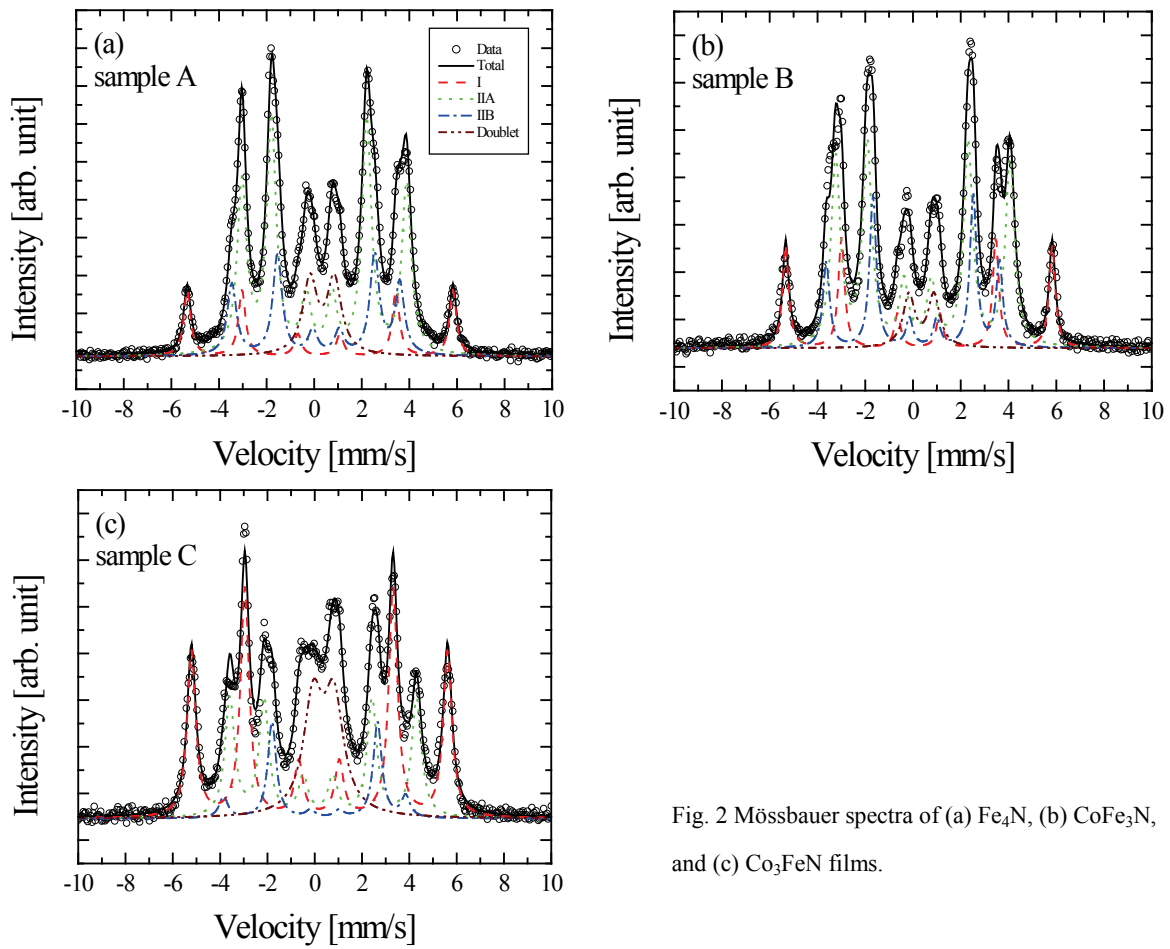 (a)
sample A
Data
Total
I
IIA
IIB
Doublet
Intensity [arb. unit]
-10 -8 -6 -4 -2 0 2 4 6 8 10
Velocity [mm/s]
(b)
sample B
Intensity [arb. unit]
-10 -8 -6 -4 -2 0 2 4 6 8 10
Velocity [mm/s]
(c)
sample C
Intensity [arb. unit]
-10 -8 -6 -4 -2 0 2 4 6 8 10
Velocity [mm/s]
Fig. 2 Mössbauer spectra of (a) Fe₄N, (b) CoFe₃N,
and (c) Co₃FeN films.